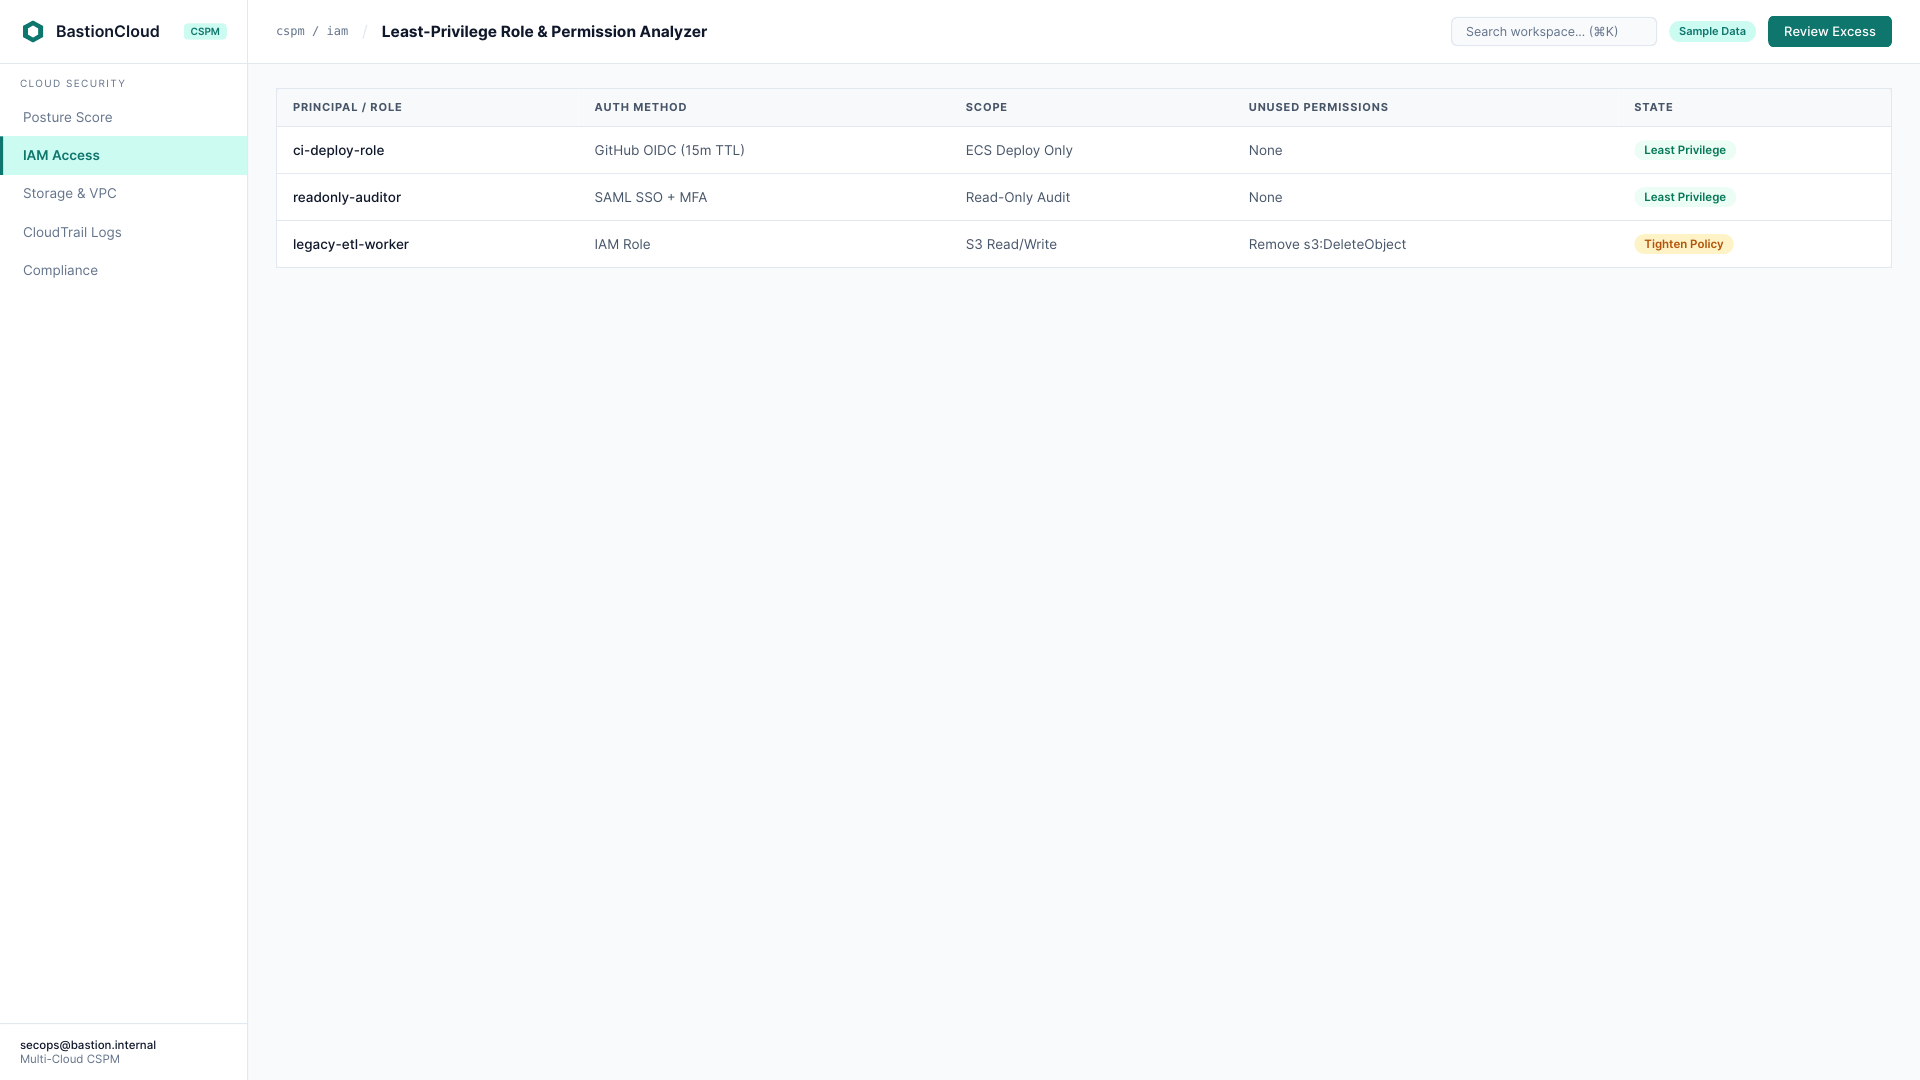 BastionCloud CSPM
CLOUD SECURITY
Posture Score
IAM Access
Storage & VPC
CloudTrail Logs
Compliance
secops@bastion.internal
Multi-Cloud CSPM
cspm / iam / Least-Privilege Role & Permission Analyzer
Search workspace... (⌘K)
Sample Data
Review Excess
PRINCIPAL / ROLE AUTH METHOD SCOPE UNUSED PERMISSIONS STATE
ci-deploy-role GitHub OIDC (15m TTL) ECS Deploy Only None Least Privilege
readonly-auditor SAML SSO + MFA Read-Only Audit None Least Privilege
legacy-etl-worker IAM Role S3 Read/Write Remove s3:DeleteObject Tighten Policy